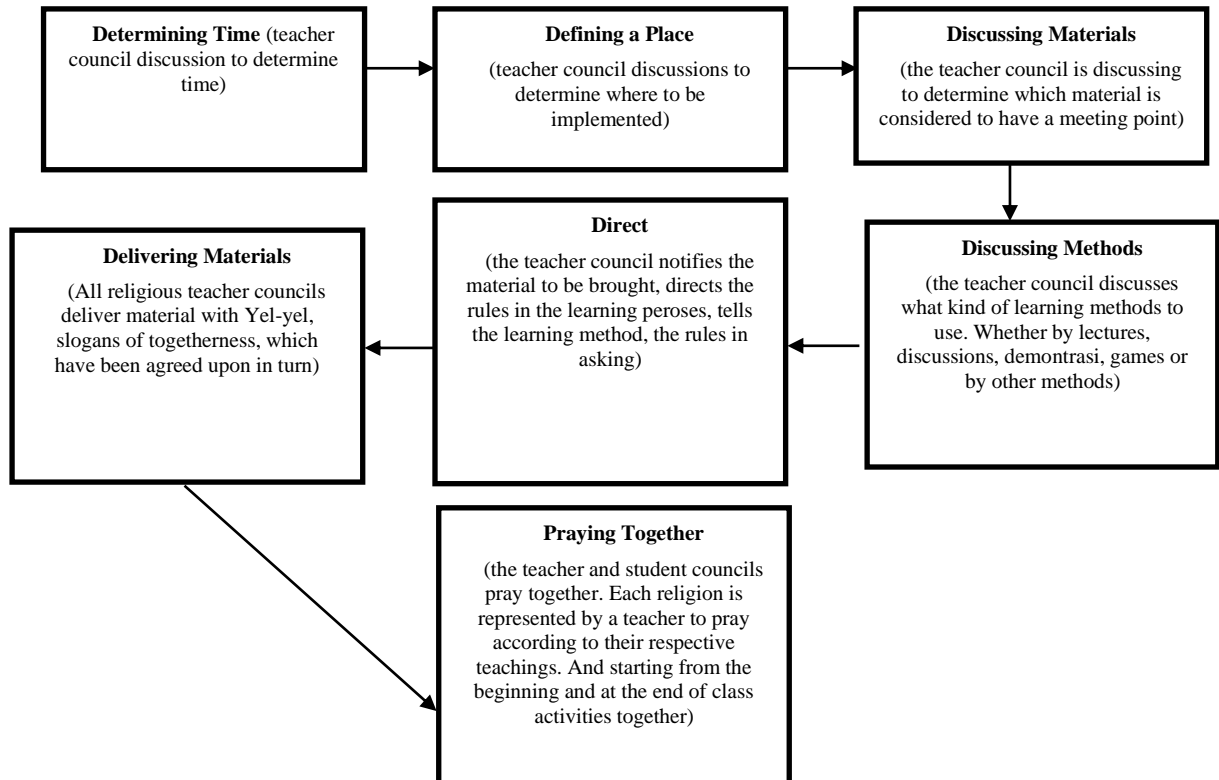 Determining Time (teacher
council discussion to determine
time)
Defining a Place
(teacher council discussions to
determine where to be
implemented)
Discussing Materials
(the teacher council is discussing
to determine which material is
considered to have a meeting point)
Discussing Methods
(the teacher council discusses
what kind of learning methods to
use. Whether by lectures,
discussions, demontrasi, games or
by other methods)
Direct
(the teacher council notifies the
material to be brought, directs the
rules in the learning peroses, tells
the learning method, the rules in
asking)
Delivering Materials
(All religious teacher councils
deliver material with Yel-yel,
slogans of togetherness, which
have been agreed upon in turn)
Praying Together
(the teacher and student councils
pray together. Each religion is
represented by a teacher to pray
according to their respective
teachings. And starting from the
beginning and at the end of class
activities together)